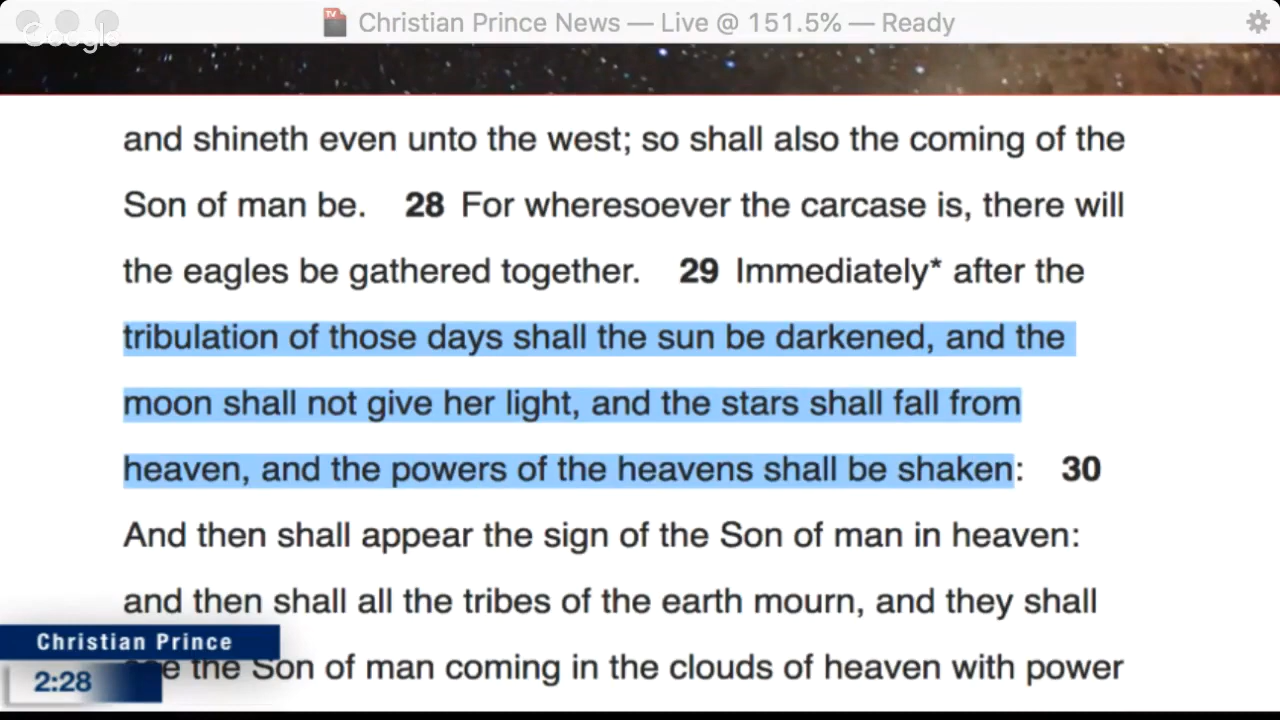 Christian Prince News — Live @ 151.5% — Ready
Google
and shineth even unto the west; so shall also the coming of the
Son of man be. 28 For wheresoever the carcase is, there will
the eagles be gathered together. 29 Immediately* after the
tribulation of those days shall the sun be darkened, and the
moon shall not give her light, and the stars shall fall from
heaven, and the powers of the heavens shall be shaken: 30
And then shall appear the sign of the Son of man in heaven:
and then shall all the tribes of the earth mourn, and they shall
the Son of man coming in the clouds of heaven with power
Christian Prince
2:28